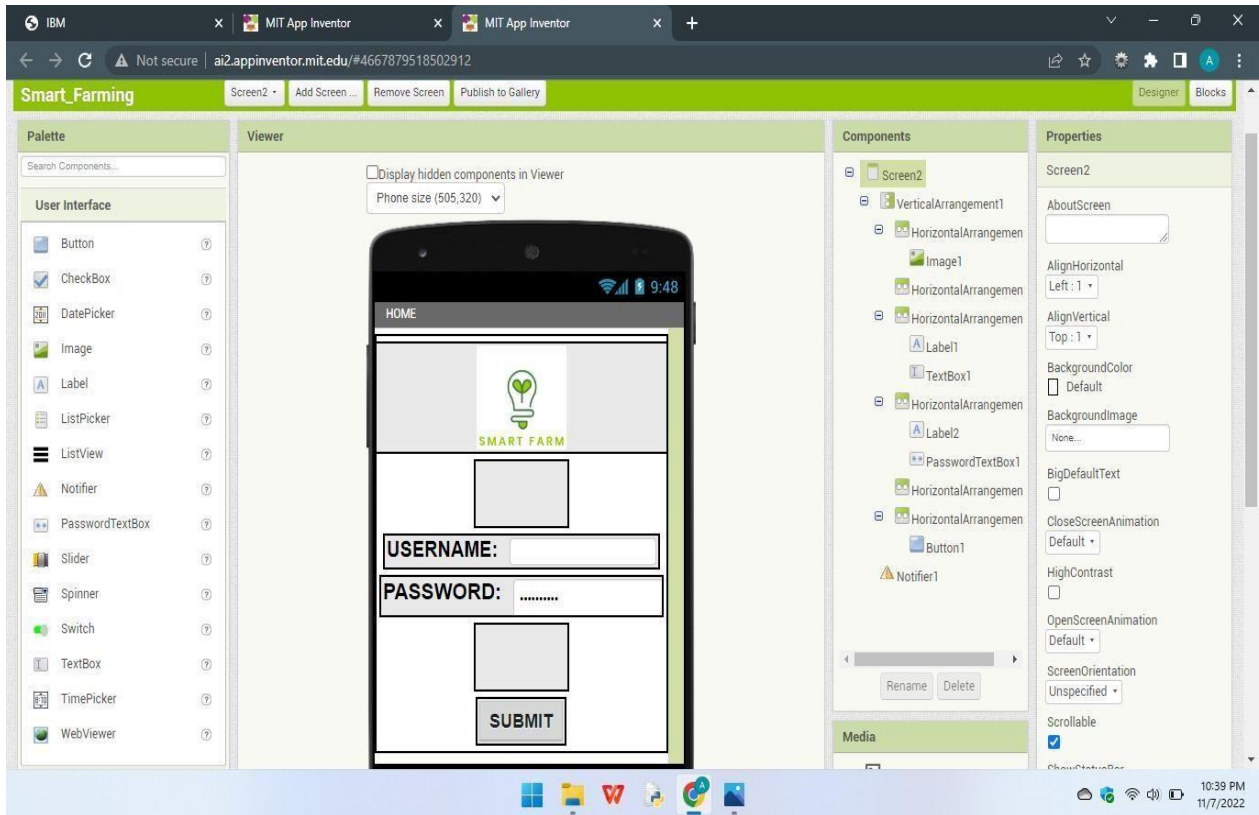 IBM
MIT App Inventor
MIT App Inventor
Not secure
ai2.appinventor.mit.edu/#4667879518502912
A
Smart_Farming
Screen2
Add Screen ...
Remove Screen
Publish to Gallery
Designer
Blocks
Palette
Search Components...
User Interface
Button
CheckBox
DatePicker
Image
Label
ListPicker
ListView
Notifier
PasswordTextBox
Slider
Spinner
Switch
TextBox
TimePicker
WebViewer
Viewer
Display hidden components in Viewer
Phone size (505,320)
9:48
HOME
SMART FARM
USERNAME:
PASSWORD:
SUBMIT
Components
Screen2
VerticalArrangement1
HorizontalArrangemen
Image1
HorizontalArrangemen
HorizontalArrangemen
Label1
TextBox1
HorizontalArrangemen
Label2
PasswordTextBox1
HorizontalArrangemen
HorizontalArrangemen
Button1
Notifier1
Rename
Delete
Media
Properties
Screen2
AboutScreen
AlignHorizontal
Left : 1
AlignVertical
Top : 1
BackgroundColor
Default
BackgroundImage
None...
BigDefaultText
CloseScreenAnimation
Default
HighContrast
OpenScreenAnimation
Default
ScreenOrientation
Unspecified
Scrollable
ShowStatusBar
10:39 PM
11/7/2022